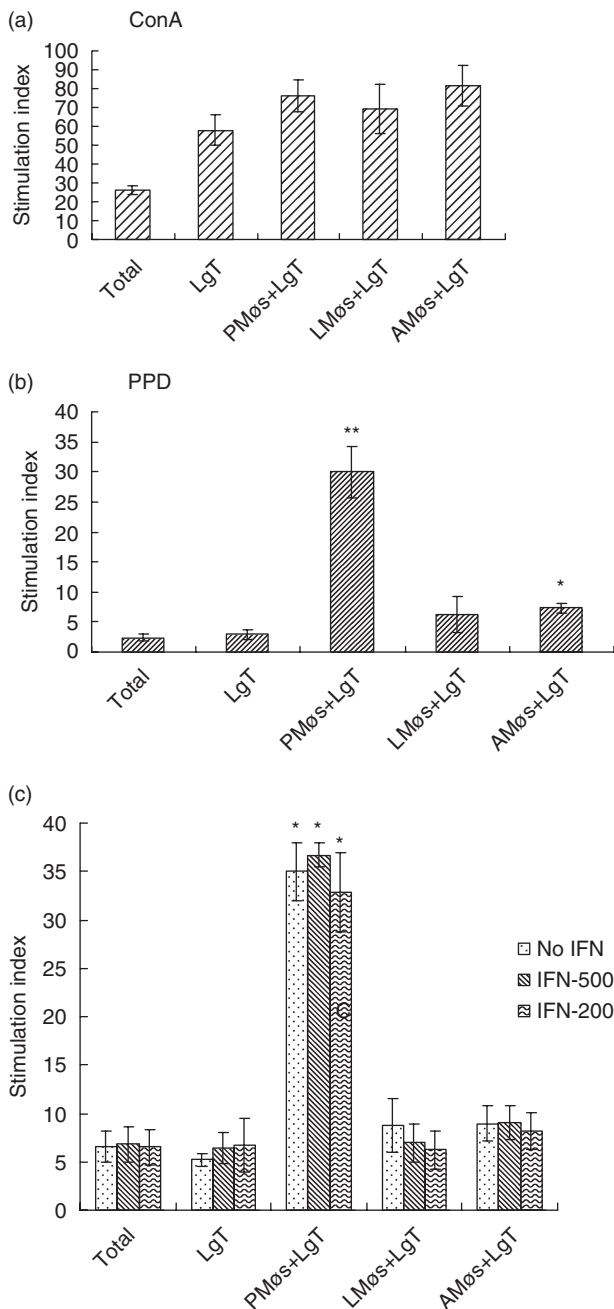 (a) ConA
Stimulation index
100
90
80
70
60
50
40
30
20
10
0
Total
LgT
PMøs+LgT
LMøs+LgT
AMøs+LgT
(b) PPD
Stimulation index
40
35
30
25
20
15
10
5
0
**
*
Total
LgT
PMøs+LgT
LMøs+LgT
AMøs+LgT
(c)
Stimulation index
40
35
30
25
20
15
10
5
0
* * *
C
No IFN
IFN-500
IFN-200
Total
LgT
PMøs+LgT
LMøs+LgT
AMøs+LgT